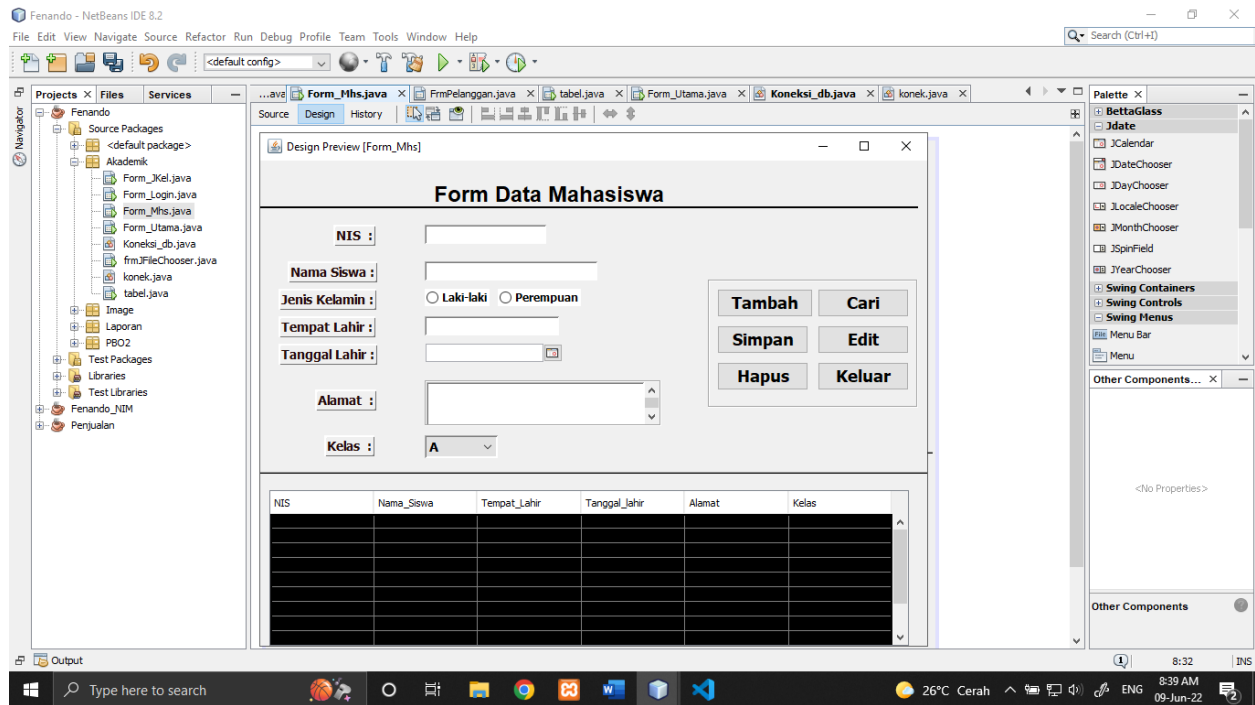 Fenando - NetBeans IDE 8.2
File Edit View Navigate Source Refactor Run Debug Profile Team Tools Window Help
Search (Ctrl+I)
<default config>
Projects Files Services
Navigator
Fenando
Source Packages
<default package>
Akademik
Form_JKel.java
Form_Login.java
Form_Mhs.java
Form_Utama.java
Koneksi_db.java
frmJFileChooser.java
konek.java
tabel.java
Image
Laporan
PBO2
Test Packages
Libraries
Test Libraries
Fenando_NIM
Penjualan
...ava Form_Mhs.java FrmPelanggan.java tabel.java Form_Utama.java Koneksi_db.java konek.java
Source Design History
Design Preview [Form_Mhs]
Form Data Mahasiswa
NIS :
Nama Siswa :
Jenis Kelamin : Laki-laki Perempuan
Tempat Lahir :
Tanggal Lahir :
Alamat :
Kelas : A
Tambah Cari
Simpan Edit
Hapus Keluar
NIS Nama_Siswa Tempat_Lahir Tanggal_lahir Alamat Kelas
Palette
BettaGlass
Jdate
JCalendar
JDateChooser
JDayChooser
JLocaleChooser
JMonthChooser
JSpinField
JYearChooser
Swing Containers
Swing Controls
Swing Menus
File Menu Bar
Menu
Other Components...
<No Properties>
Other Components
Output
1 8:32 INS
Type here to search
26°C Cerah ENG
8:39 AM
09-Jun-22
2